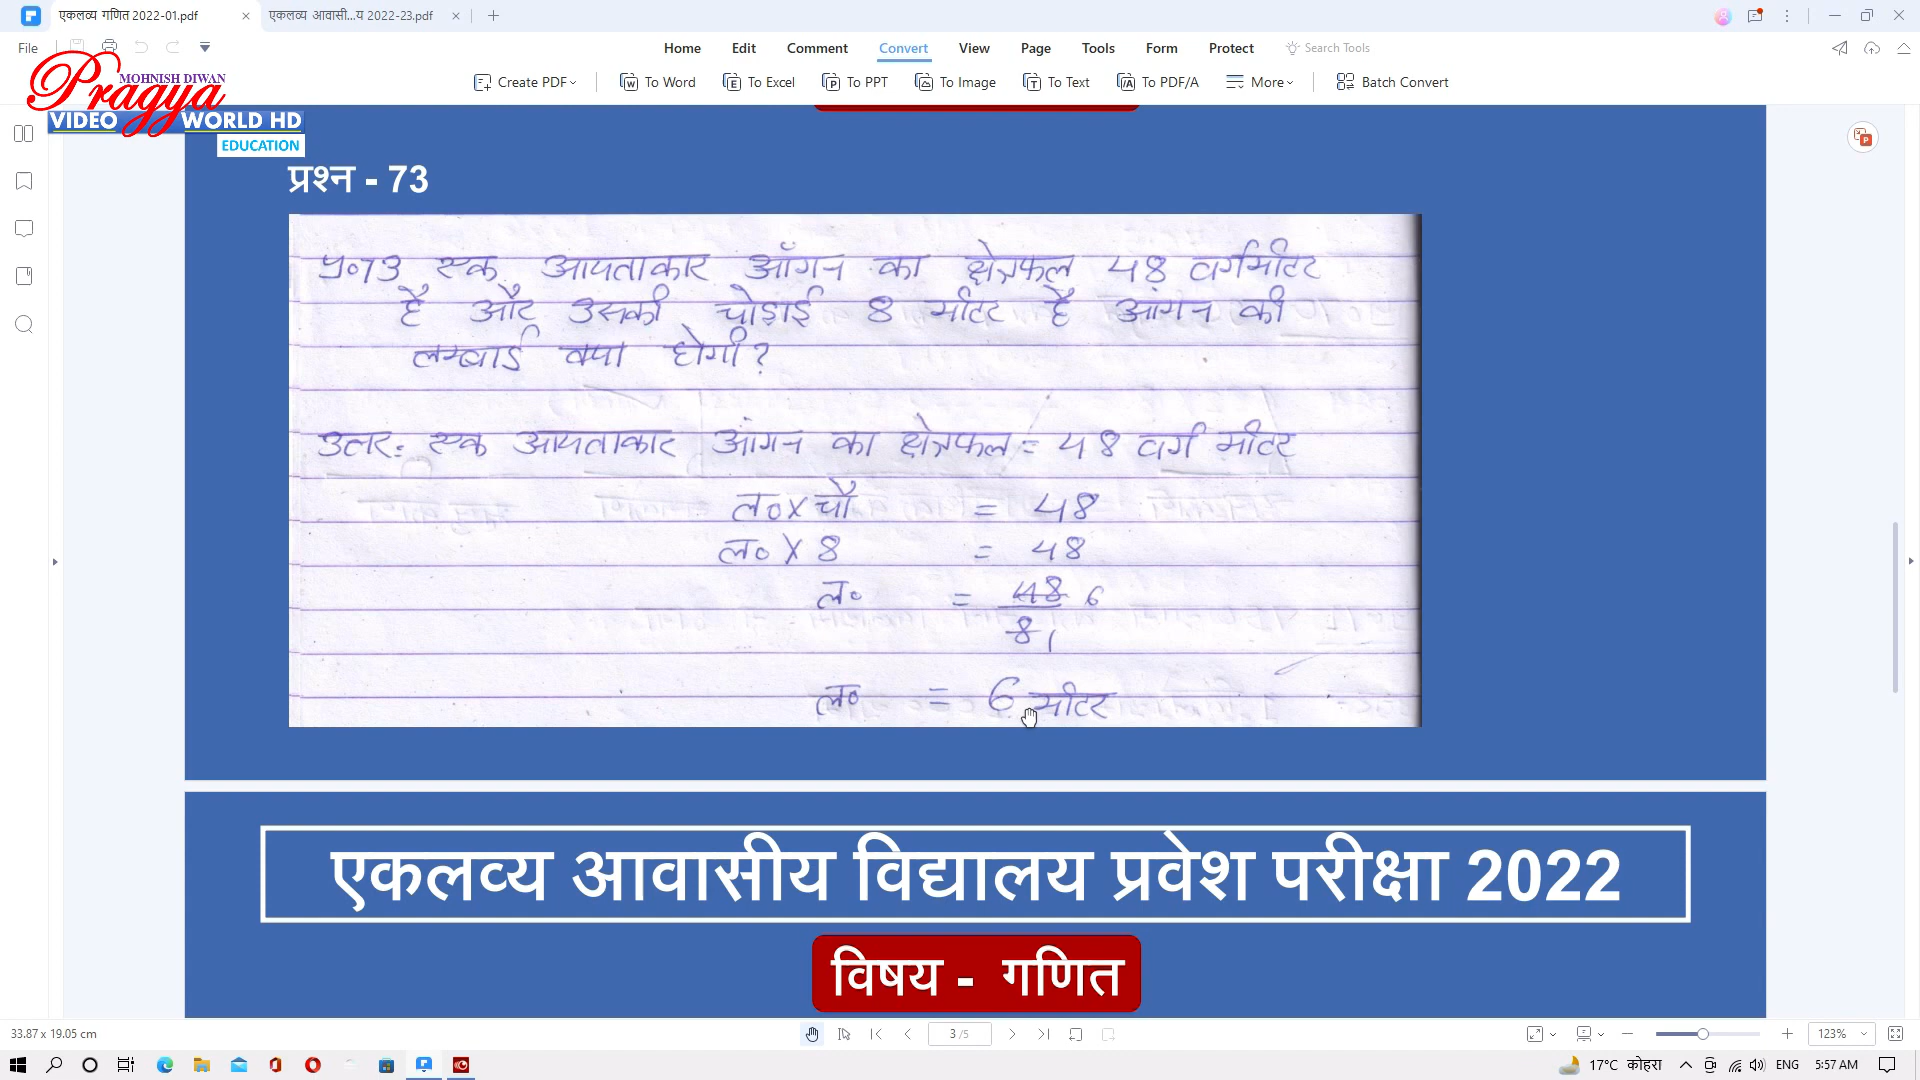 एकलव्य गणित 2022-01.pdf
एकलव्य आवासी...य 2022-23.pdf
File
Home Edit Comment Convert View Page Tools Form Protect Search Tools
Create PDF To Word To Excel To PPT To Image To Text To PDF/A More Batch Convert
MOHNISH DIWAN
Pragya
VIDEO WORLD HD
EDUCATION
प्रश्न - 73
प्र०73 एक आयताकार आँगन का क्षेत्रफल 48 वर्गमीटर
है और उसकी चोड़ाई 8 मीटर है आंगन की
लम्बाई क्या होगी?
उतर: एक आयताकार आंगन का क्षेत्रफल = 48 वर्ग मीटर
ल० X चौ = 48
ल० X 8 = 48
ल० = 48 6
8 1
ल० = 6 मीटर
एकलव्य आवासीय विद्यालय प्रवेश परीक्षा 2022
विषय - गणित
33.87 x 19.05 cm
3 /5
123%
17°C कोहरा ENG 5:57 AM